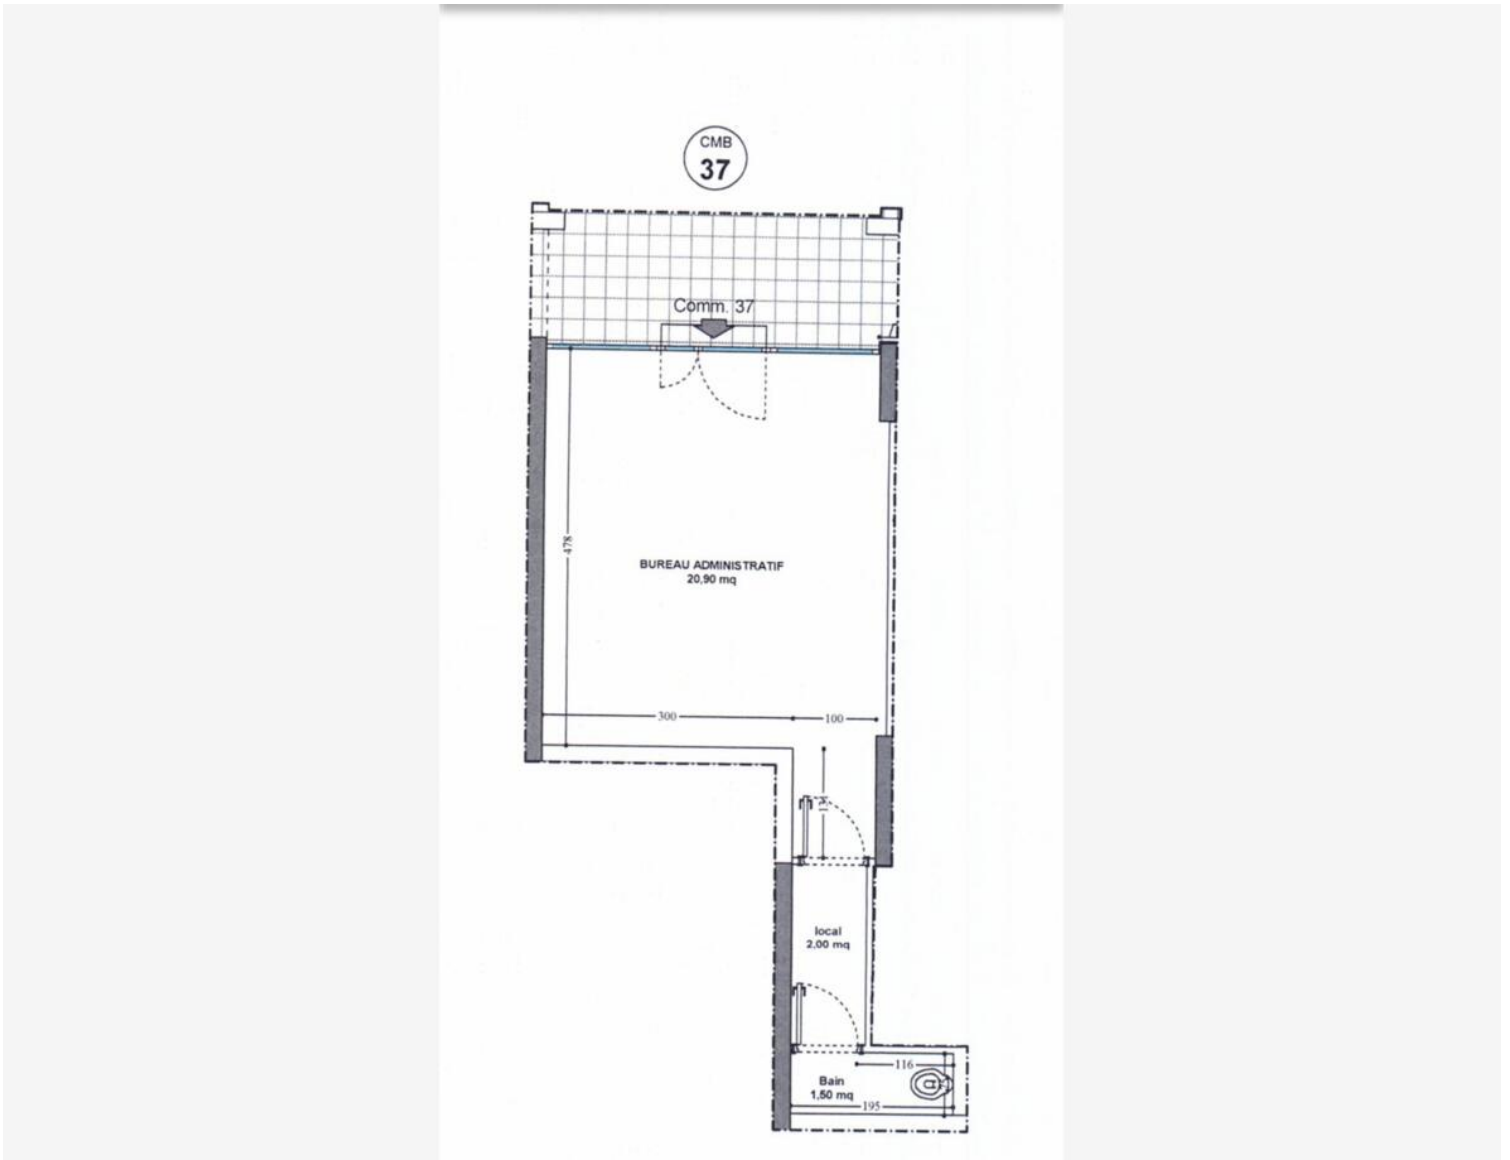 CMB
37
Comm. 37
478
BUREAU ADMINISTRATIF
20,90 mq
300
100
local
2,00 mq
116
Bain
1,50 mq
195